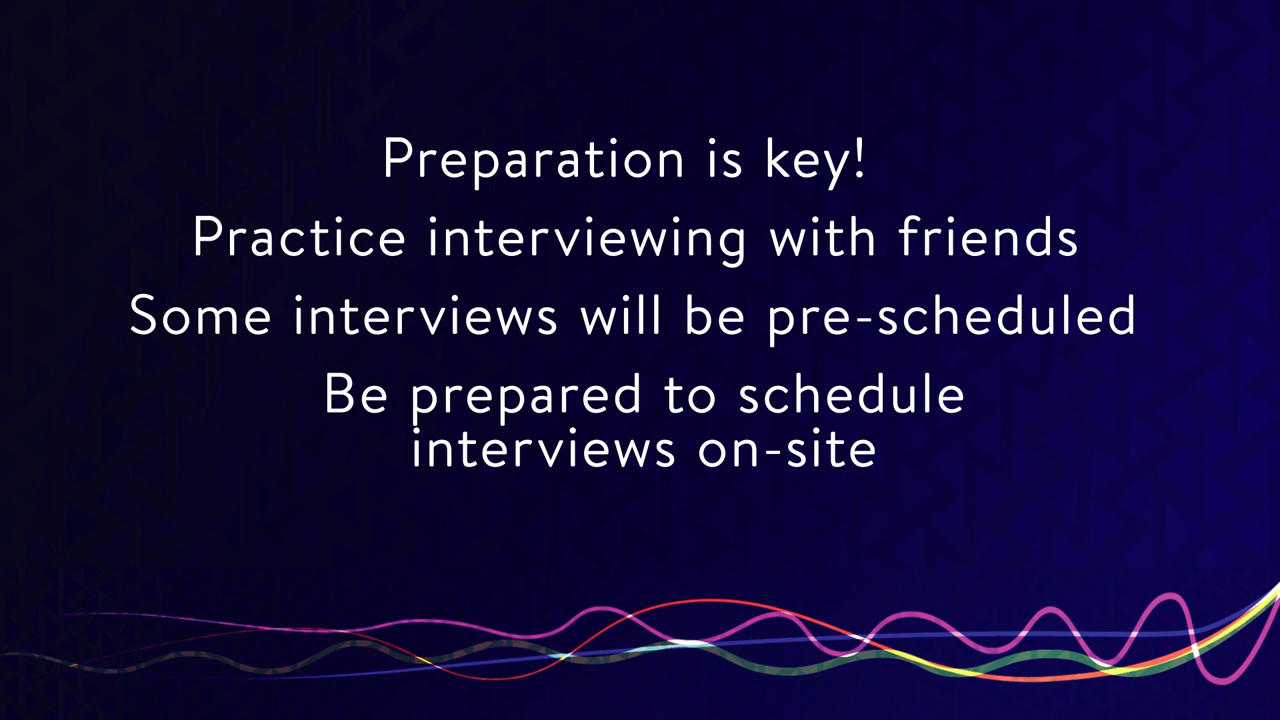 Preparation is key!
Practice interviewing with friends
Some interviews will be pre-scheduled
Be prepared to schedule
interviews on-site